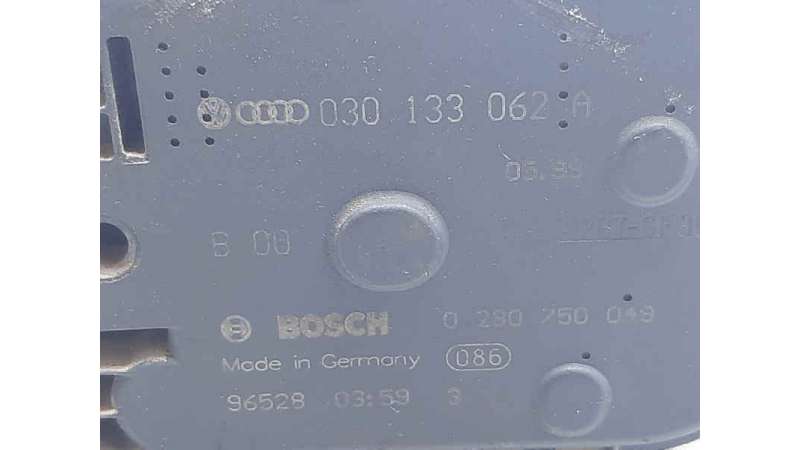 030 133 062 A
05.99
B 00
BOSCH 0 280 750 049
Made in Germany 086
96528 03:59 3